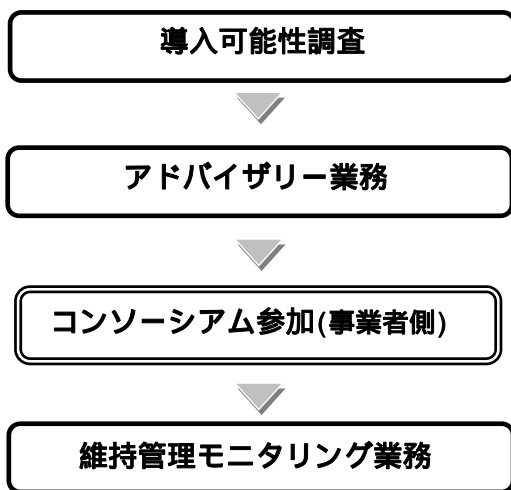 導入可能性調査
アドバイザリー業務
コンソーシアム参加(事業者側)
維持管理モニタリング業務